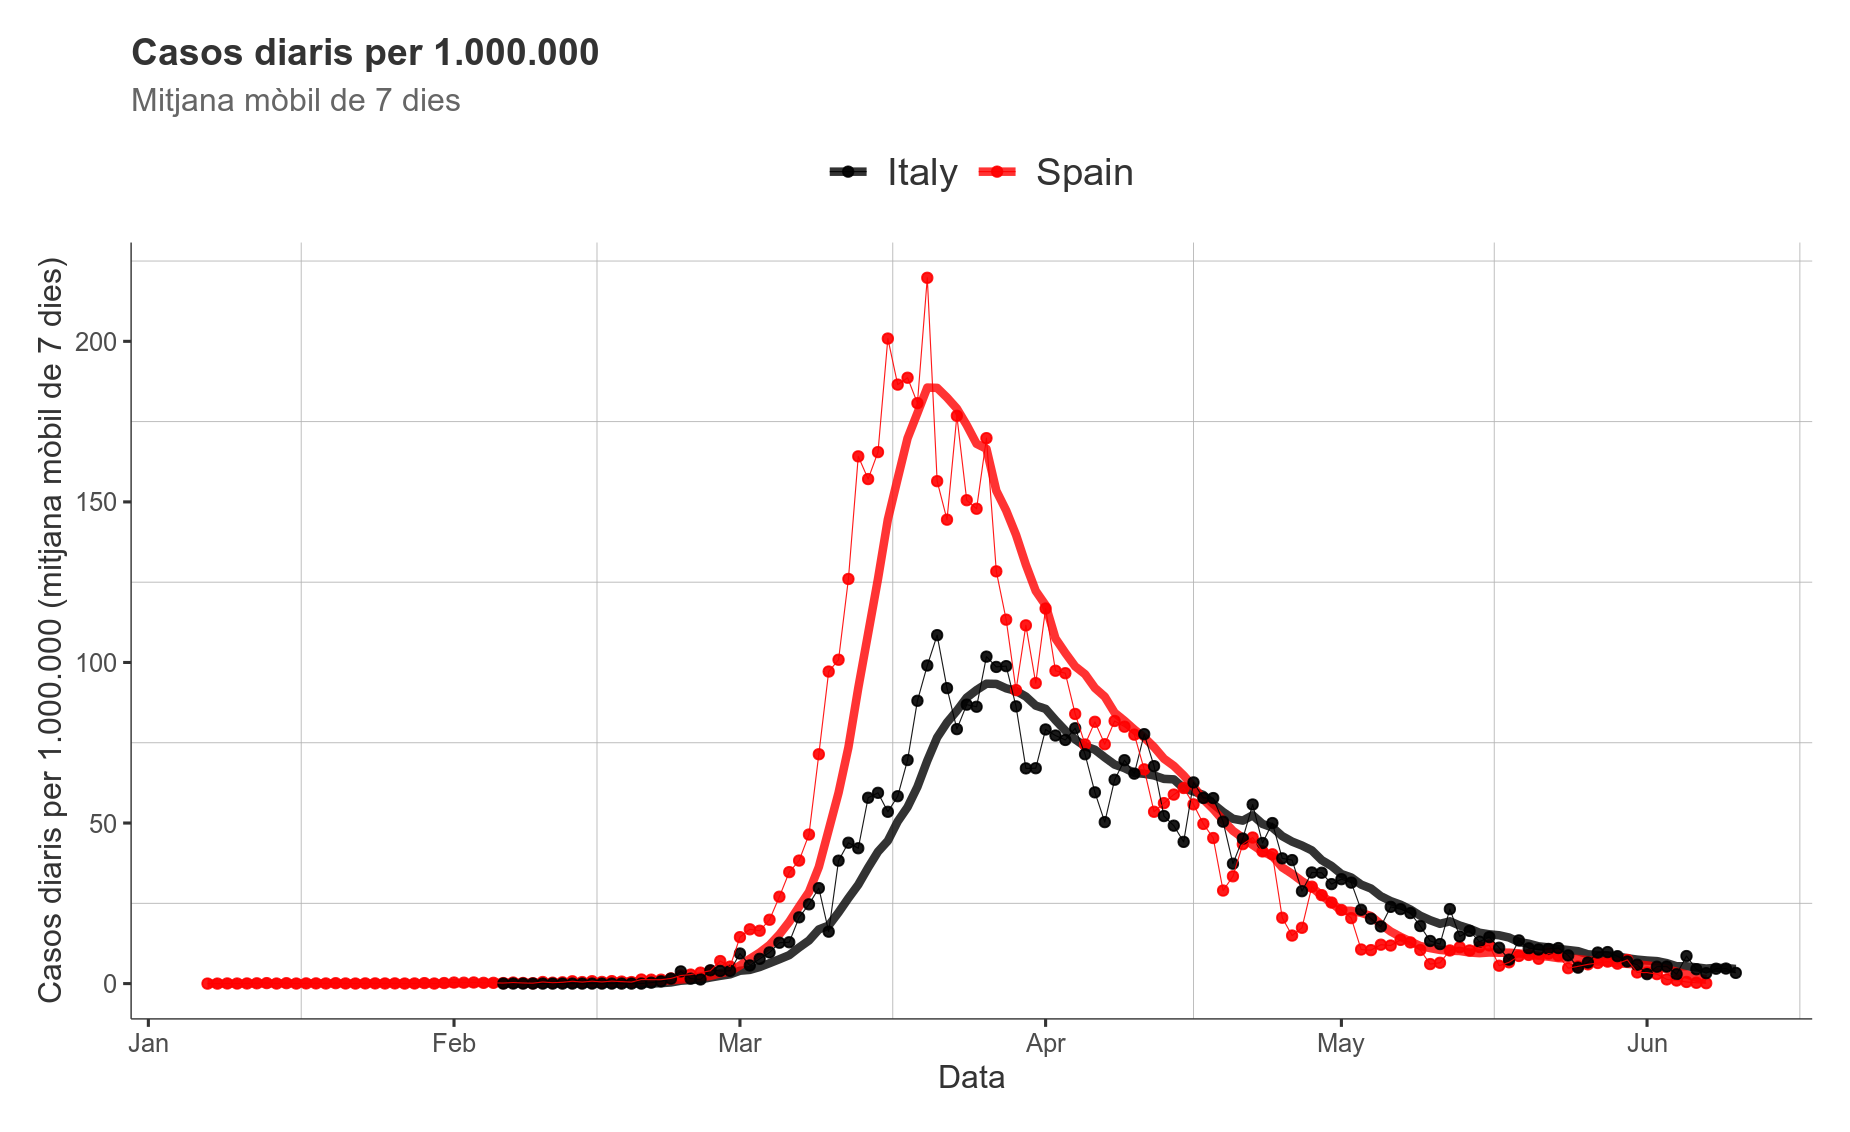 Casos diaris per 1.000.000
Mitjana mòbil de 7 dies
Italy Spain
Casos diaris per 1.000.000 (mitjana mòbil de 7 dies)
200
150
100
50
0
Jan Feb Mar Apr May Jun
Data